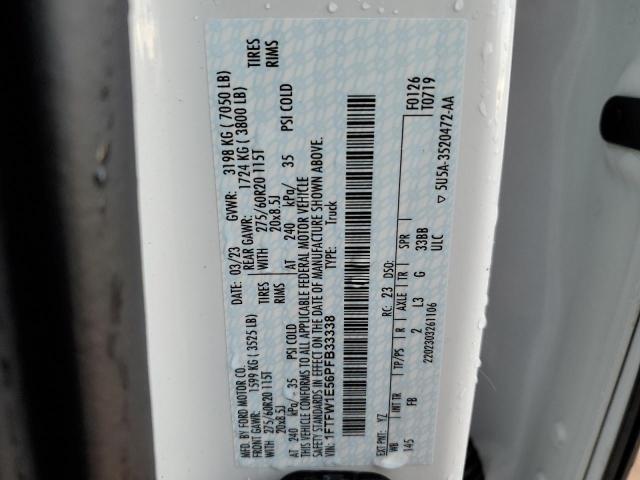 MFD. BY FORD MOTOR CO.
DATE: 03/23 GVWR: 3198 KG ( 7050 LB)
FRONT GAWR: 1599 KG ( 3525 LB) REAR GAWR: 1724 KG ( 3800 LB)
WITH 275/60R20 115T TIRES WITH 275/60R20 115T TIRES
20x8.5J RIMS 20x8.5J RIMS
AT 240 kPa/ 35 PSI COLD AT 240 kPa/ 35 PSI COLD
THIS VEHICLE CONFORMS TO ALL APPLICABLE FEDERAL MOTOR VEHICLE
SAFETY STANDARDS IN EFFECT ON THE DATE OF MANUFACTURE SHOWN ABOVE.
VIN: 1FTFW1E56PFB33338 TYPE: Truck
F0126
T0719
EXT PNT: YZ RC: 23 DSO:
WB INT TR TP/PS R AXLE TR SPR
145 FB 2 L3 G 33BB
2202303261106 ULC
5U5A-3520472-AA